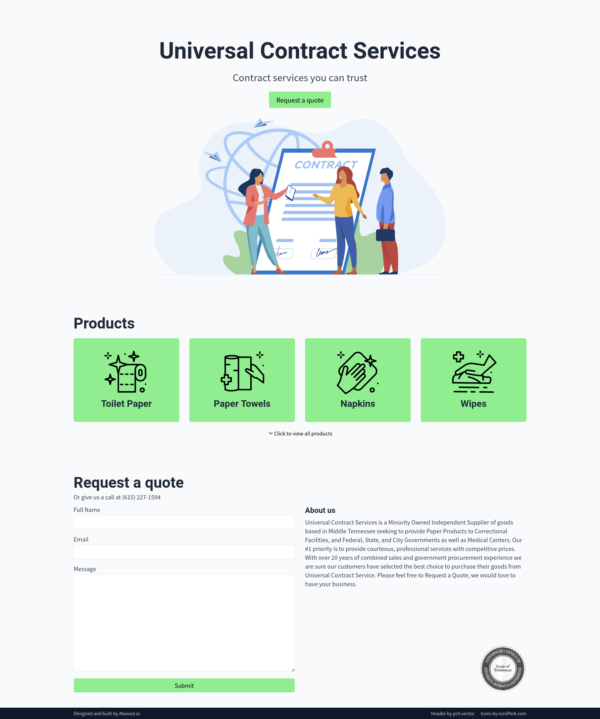 Universal Contract Services
Contract services you can trust
Request a quote
CONTRACT
Products
Toilet Paper
Paper Towels
Napkins
Wipes
Click to view all products
Request a quote
Or give us a call at (615) 227-1594
Full Name
Email
Message
Submit
About us
Universal Contract Services is a Minority Owned Independent Supplier of goods
based in Middle Tennessee seeking to provide Paper Products to Correctional
Facilities, and Federal, State, and City Governments as well as Medical Centers. Our
#1 priority is to provide courteous, professional services with competitive prices.
With over 20 years of combined sales and government procurement experience we
are sure our customers have selected the best choice to purchase their goods from
Universal Contract Service. Please feel free to Request a Quote, we would love to
have your business.
Designed and built by Atwood.io
Header by pch.vector
Icons by IconPerk.com